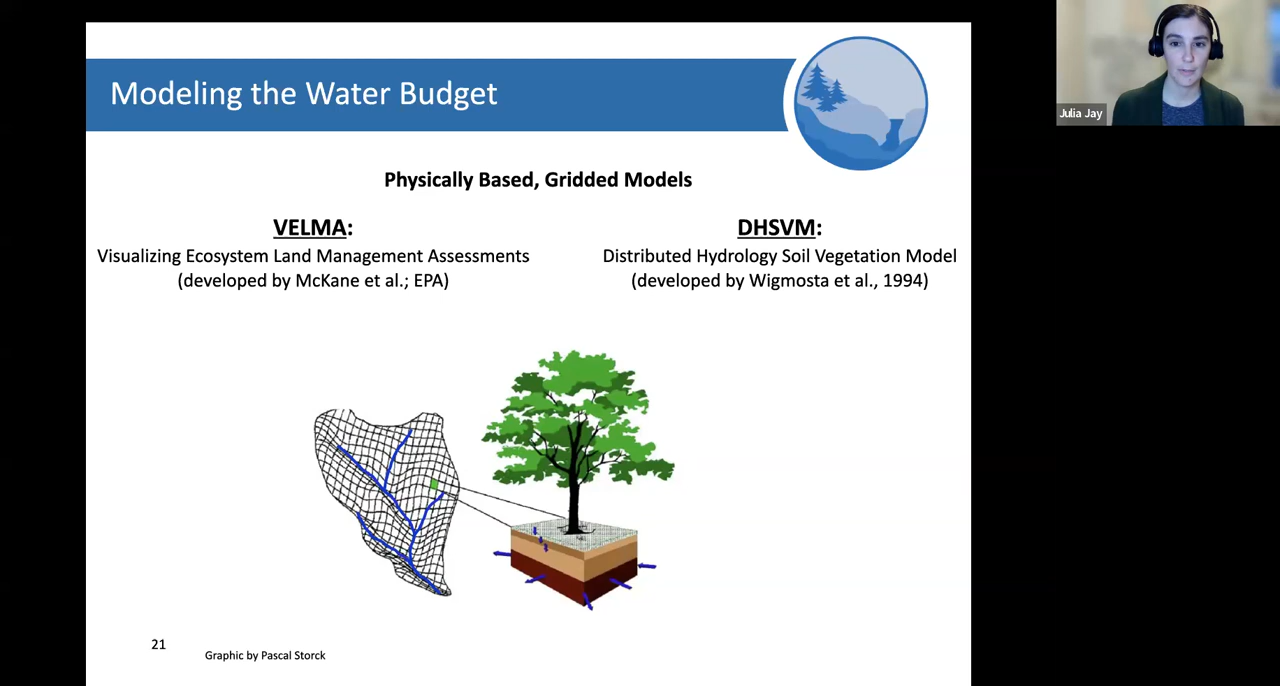 Modeling the Water Budget
Julia Jay
Physically Based, Gridded Models
VELMA:
Visualizing Ecosystem Land Management Assessments
(developed by McKane et al.; EPA)
DHSVM:
Distributed Hydrology Soil Vegetation Model
(developed by Wigmosta et al., 1994)
21
Graphic by Pascal Storck